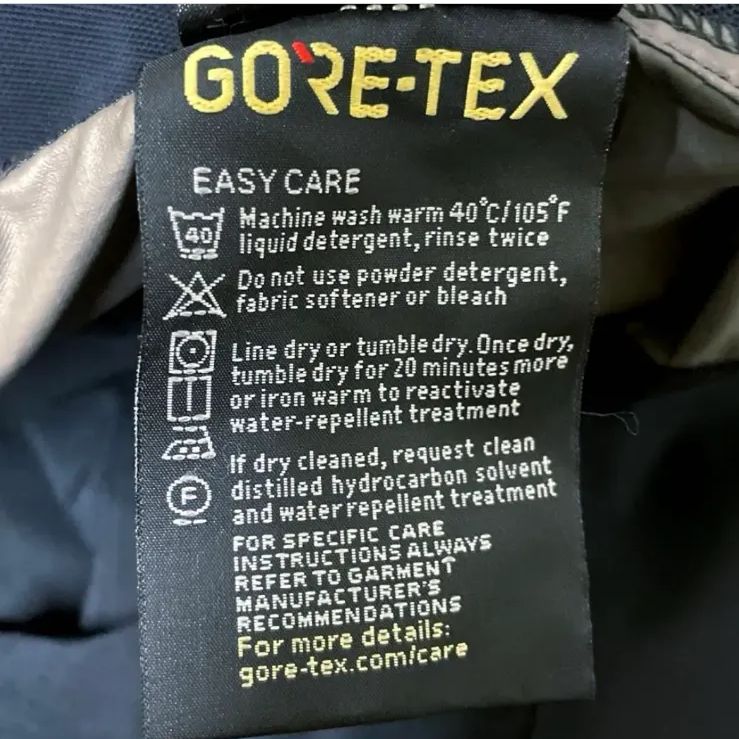 GORE-TEX
EASY CARE
40
Machine wash warm 40°C/105°F
liquid detergent, rinse twice
Do not use powder detergent,
fabric softener or bleach
Line dry or tumble dry. Once dry,
tumble dry for 20 minutes more
or iron warm to reactivate
water-repellent treatment
F
If dry cleaned, request clean
distilled hydrocarbon solvent
and water repellent treatment
FOR SPECIFIC CARE
INSTRUCTIONS ALWAYS
REFER TO GARMENT
MANUFACTURER'S
RECOMMENDATIONS
For more details:
gore-tex.com/care